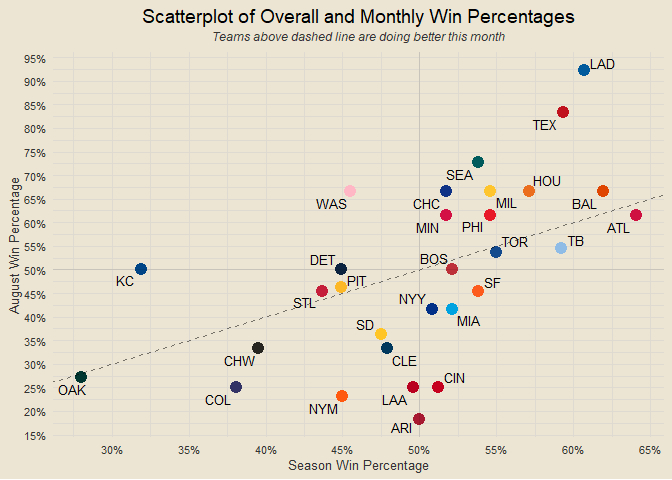 Scatterplot of Overall and Monthly Win Percentages
Teams above dashed line are doing better this month
August Win Percentage
95%
90%
85%
80%
75%
70%
65%
60%
55%
50%
45%
40%
35%
30%
25%
20%
15%
LAD
TEX
SEA
WAS
CHC
MIL
HOU
BAL
MIN
PHI
ATL
TOR
TB
BOS
DET
KC
PIT
STL
SF
NYY
MIA
SD
CHW
CLE
OAK
COL
NYM
LAA
CIN
ARI
30%
35%
40%
45%
50%
55%
60%
65%
Season Win Percentage